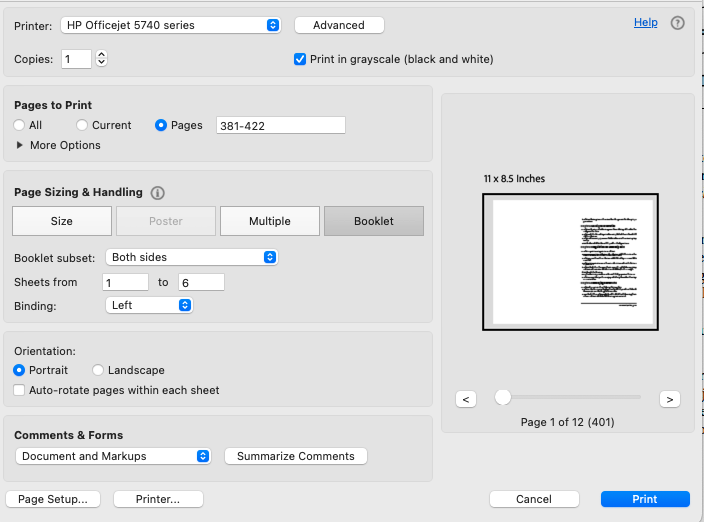 Printer: HP Officejet 5740 series Advanced Help ?
Copies: 1 Print in grayscale (black and white)
Pages to Print
All Current Pages 381-422
More Options
Page Sizing & Handling i
Size Poster Multiple Booklet
Booklet subset: Both sides
Sheets from 1 to 6
Binding: Left
Orientation:
Portrait Landscape
Auto-rotate pages within each sheet
Comments & Forms
Document and Markups Summarize Comments
11 x 8.5 Inches
< >
Page 1 of 12 (401)
Page Setup... Printer... Cancel Print